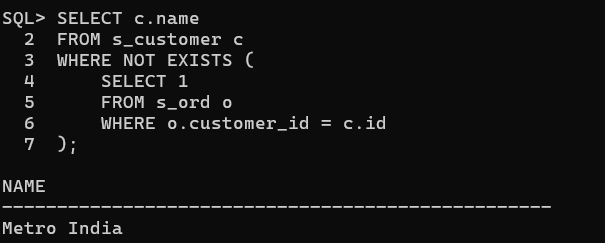 SQL> SELECT c.name
  2  FROM s_customer c
  3  WHERE NOT EXISTS (
  4      SELECT 1
  5      FROM s_ord o
  6      WHERE o.customer_id = c.id
  7  );

NAME
--------------------------------------------------
Metro India